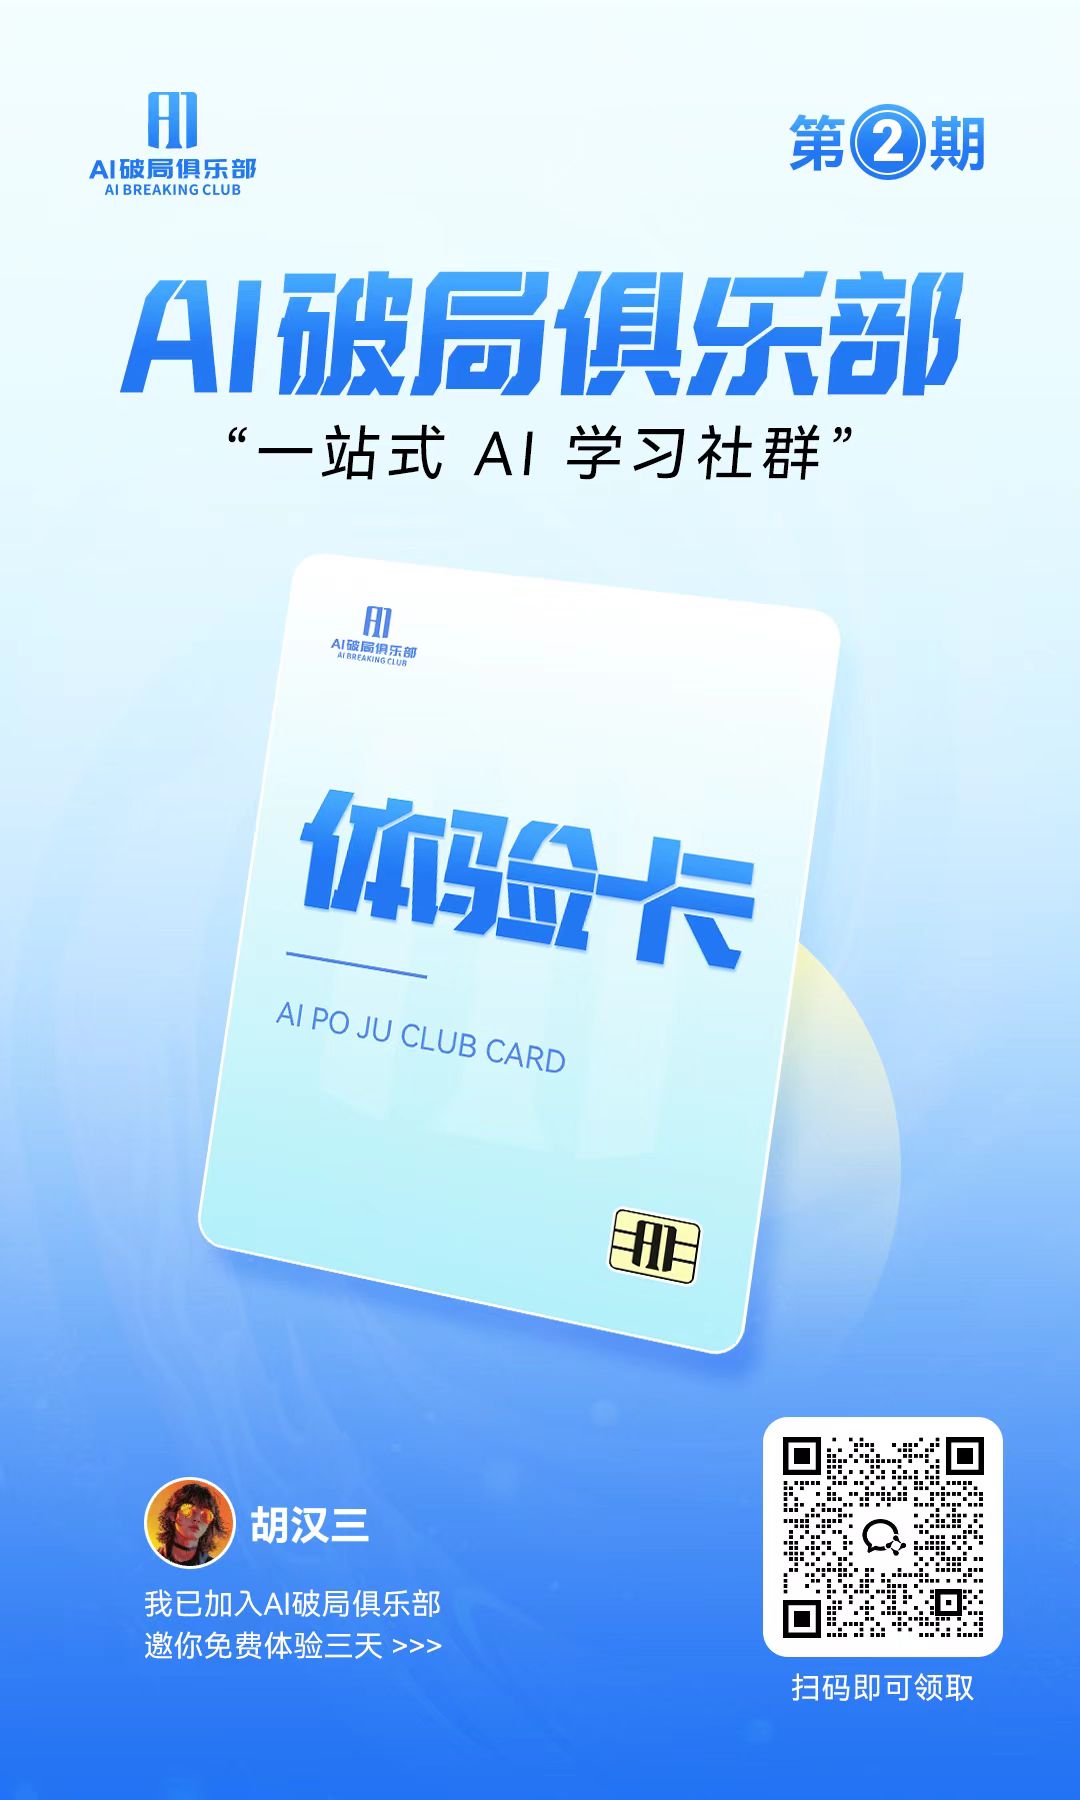 AI破局俱乐部
AI BREAKING CLUB
第2期
AI破局俱乐部
“一站式 AI 学习社群”
AI破局俱乐部
AI BREAKING CLUB
体验卡
AI PO JU CLUB CARD
AI
胡汉三
我已加入AI破局俱乐部
邀你免费体验三天 >>>
扫码即可领取